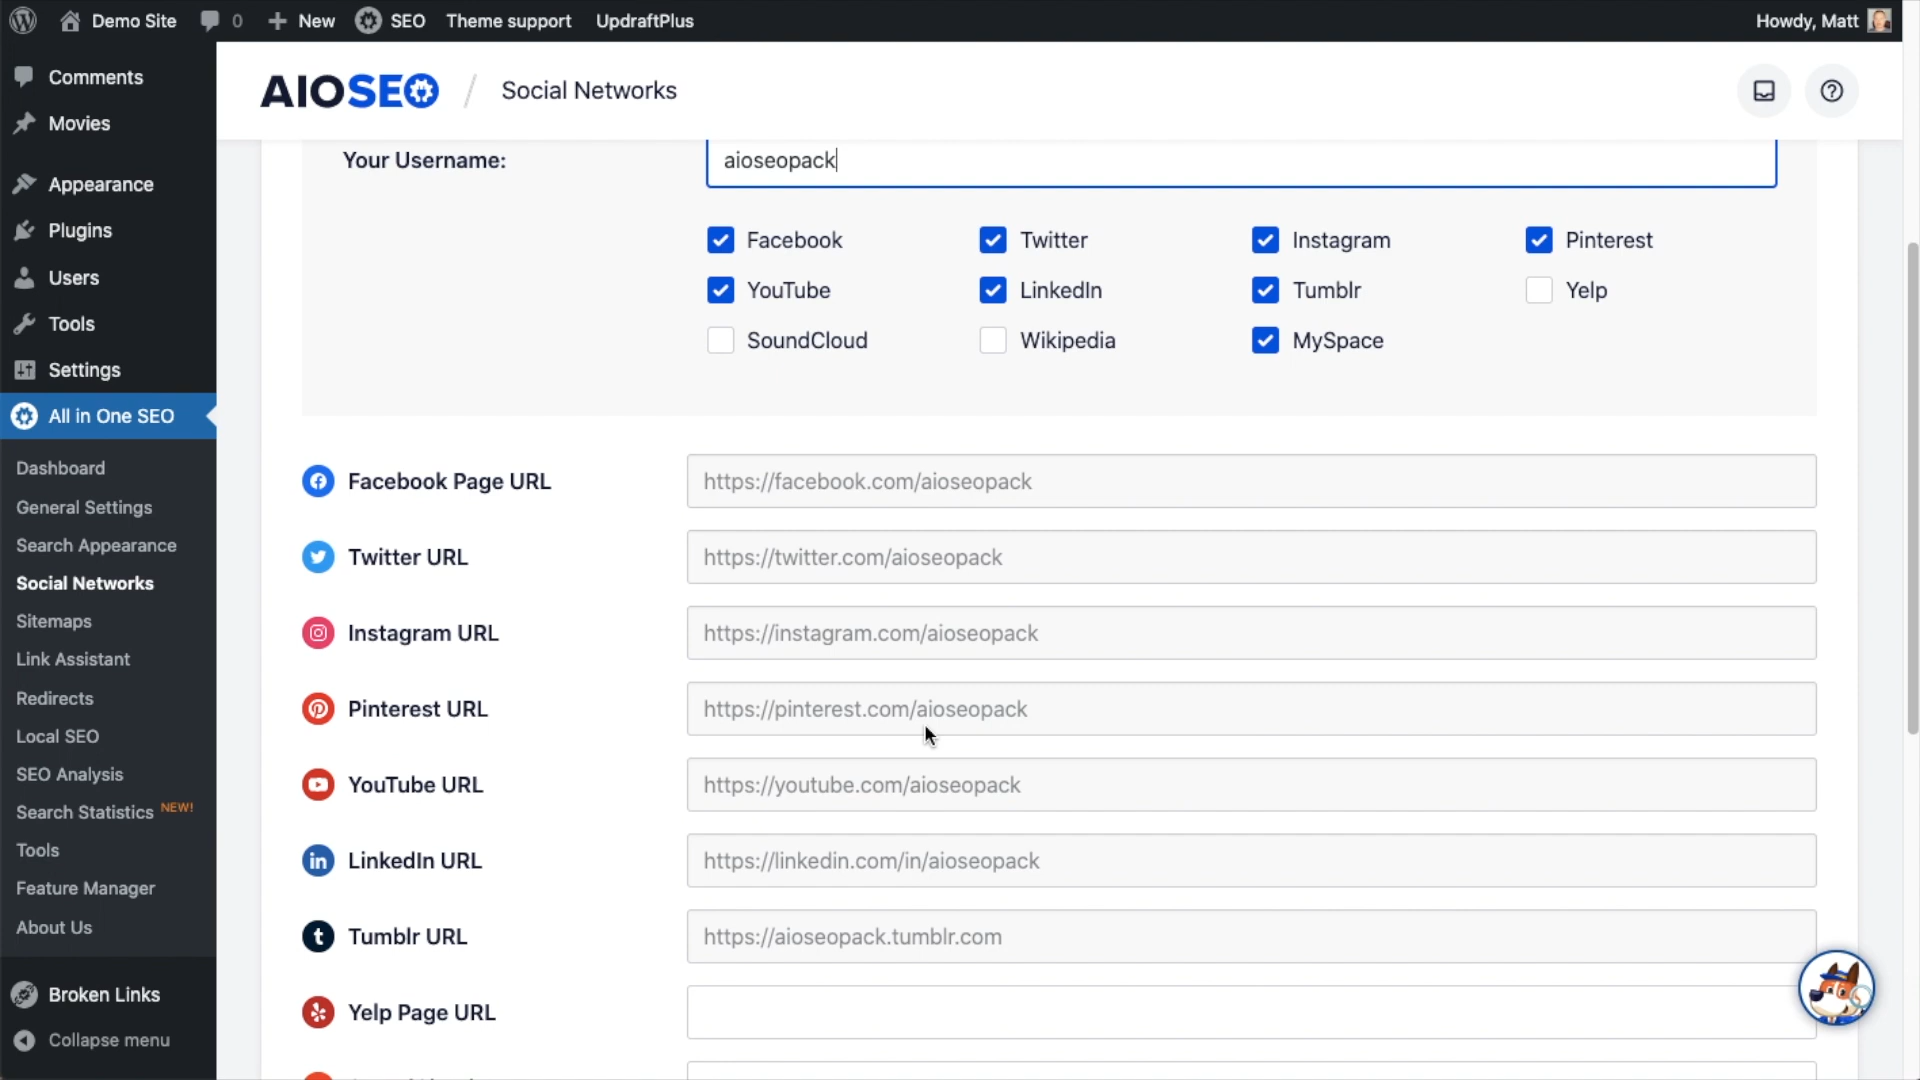 Demo Site
0
New
SEO
Theme support
UpdraftPlus
Howdy, Matt
Comments
Movies
Appearance
Plugins
Users
Tools
Settings
All in One SEO
Dashboard
General Settings
Search Appearance
Social Networks
Sitemaps
Link Assistant
Redirects
Local SEO
SEO Analysis
Search Statistics NEW!
Tools
Feature Manager
About Us
Broken Links
Collapse menu
AIOSEO / Social Networks
Your Username:
aioseopack
Facebook
Twitter
Instagram
Pinterest
YouTube
LinkedIn
Tumblr
Yelp
SoundCloud
Wikipedia
MySpace
Facebook Page URL
https://facebook.com/aioseopack
Twitter URL
https://twitter.com/aioseopack
Instagram URL
https://instagram.com/aioseopack
Pinterest URL
https://pinterest.com/aioseopack
YouTube URL
https://youtube.com/aioseopack
LinkedIn URL
https://linkedin.com/in/aioseopack
Tumblr URL
https://aioseopack.tumblr.com
Yelp Page URL